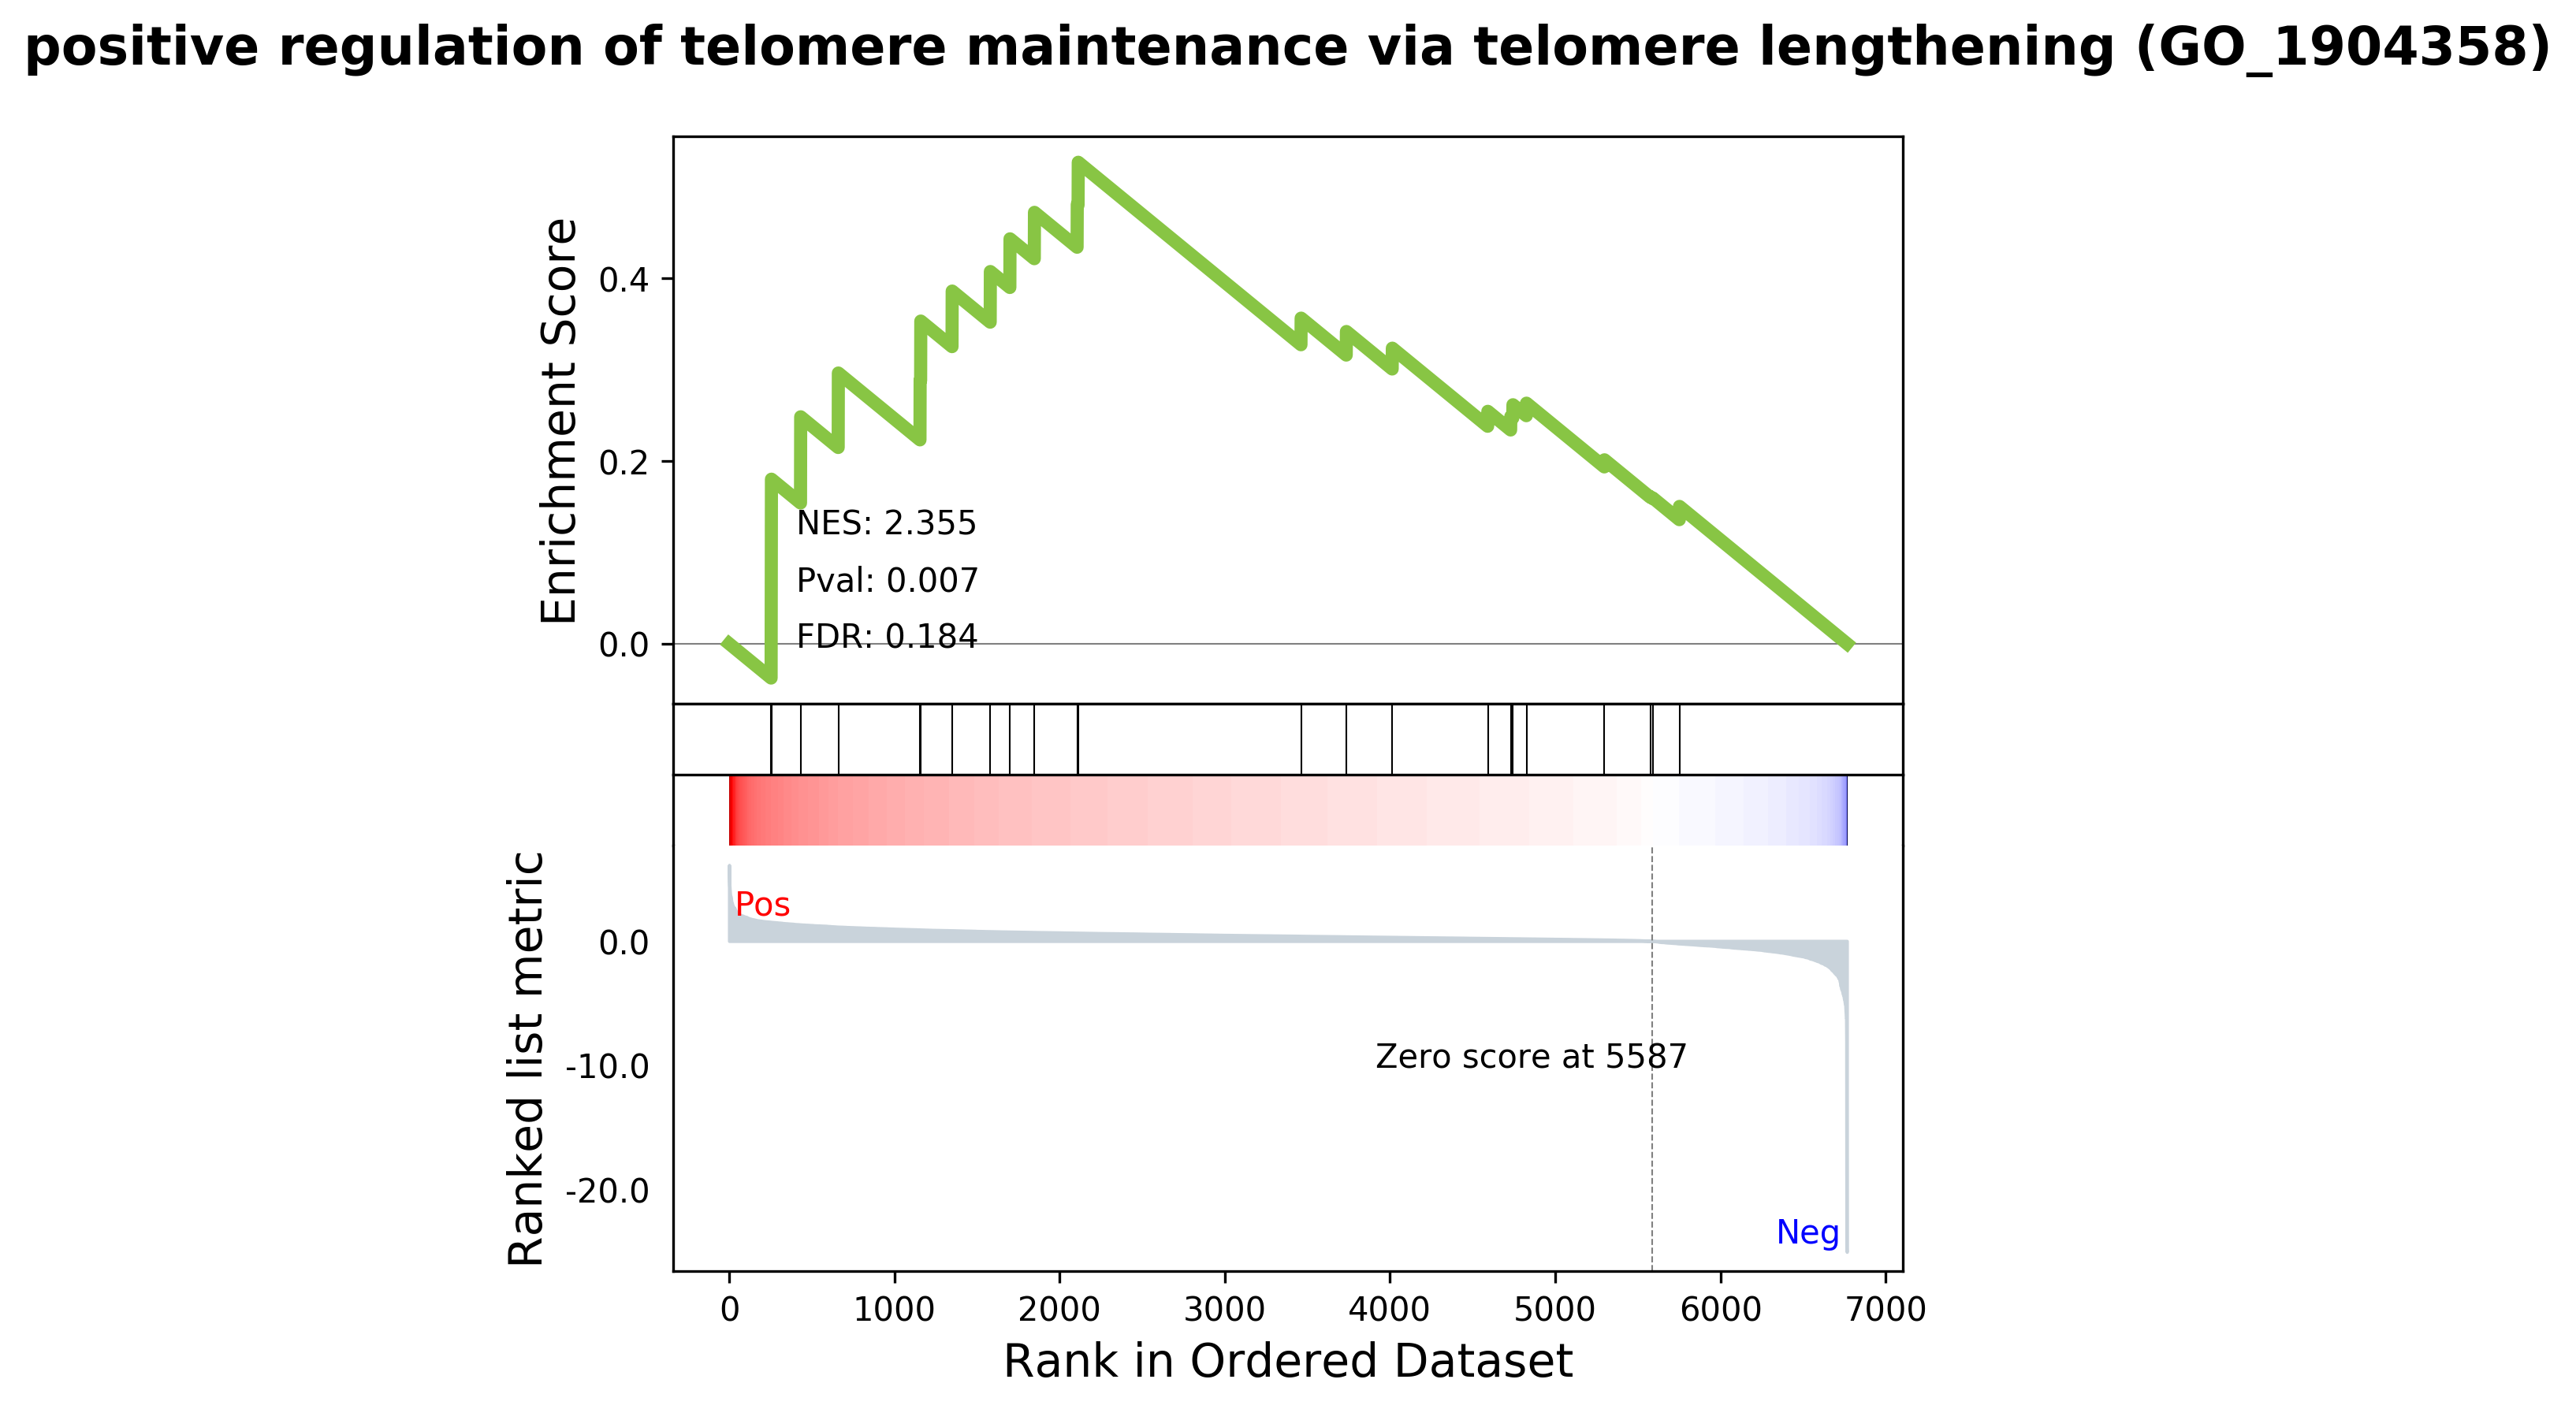 positive regulation of telomere maintenance via telomere lengthening (GO_1904358)
Enrichment Score
0.4
0.2
0.0
NES: 2.355
Pval: 0.007
FDR: 0.184
Ranked list metric
Pos
0.0
-10.0
-20.0
Zero score at 5587
Neg
0 1000 2000 3000 4000 5000 6000 7000
Rank in Ordered Dataset